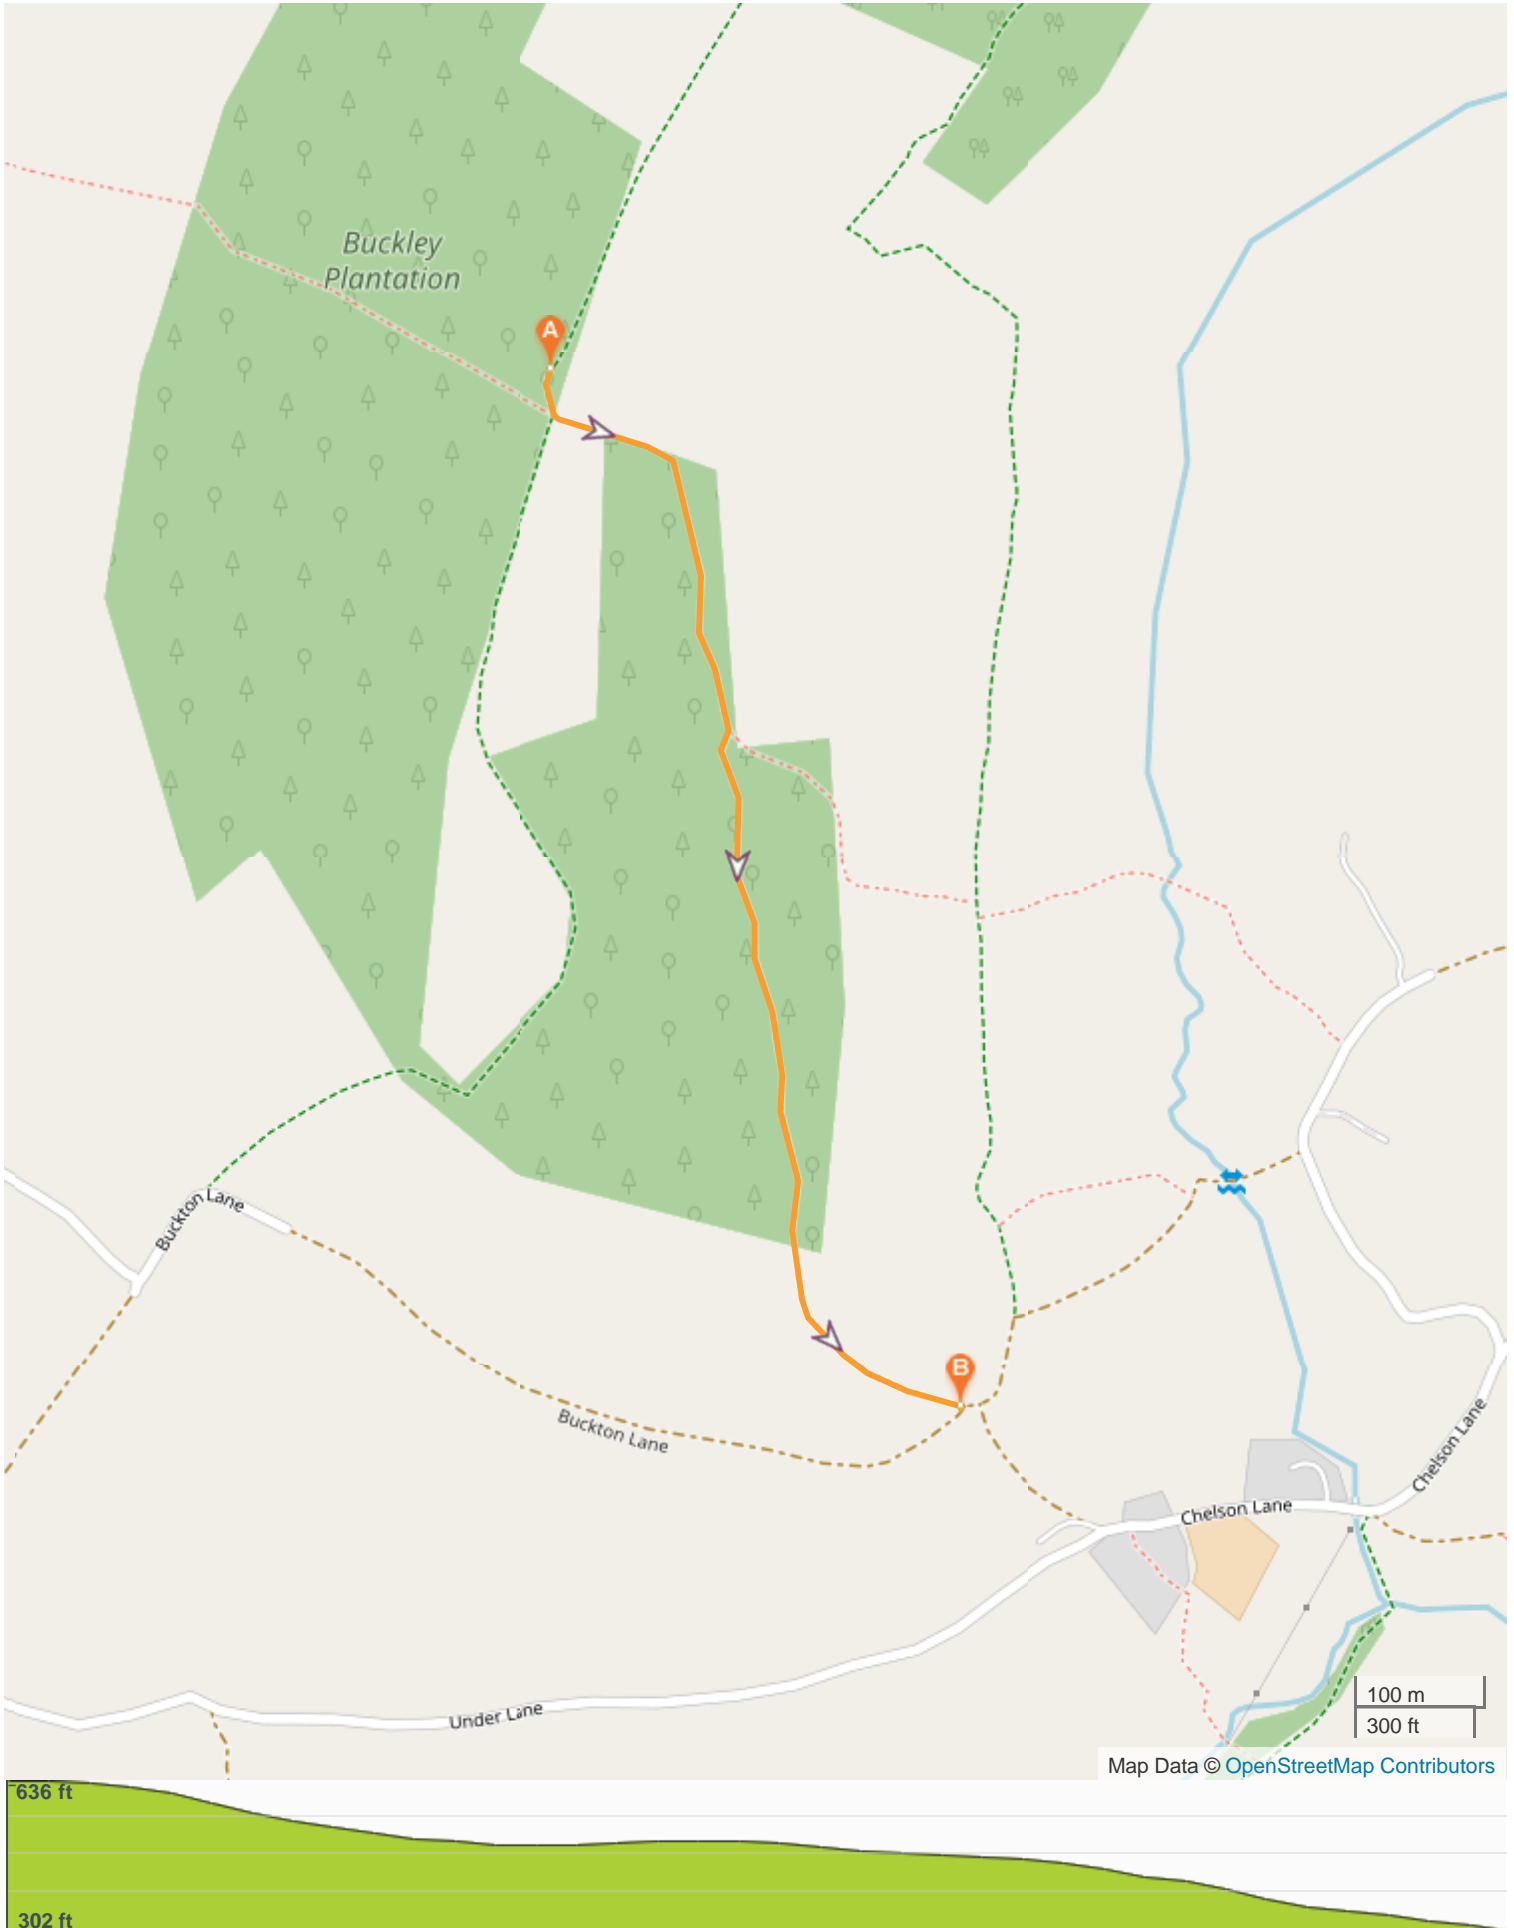 Buckley
Plantation
A
Buckton Lane
B
Buckton Lane
Chelson Lane
Chelson Lane
Under Lane
100 m
300 ft
Map Data © OpenStreetMap Contributors
636 ft
302 ft